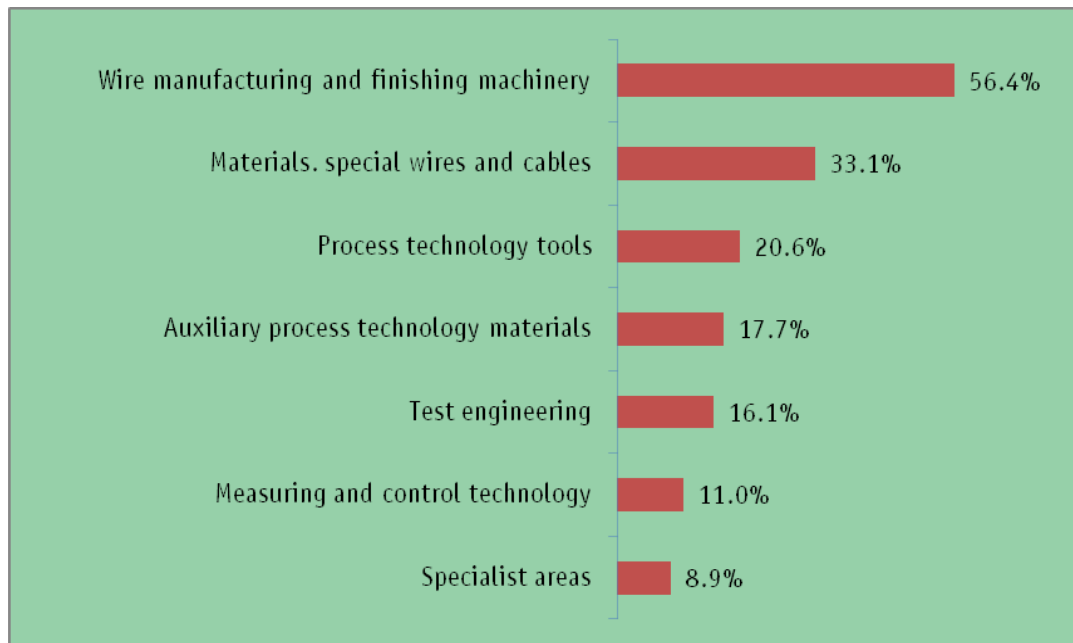 Wire manufacturing and finishing machinery 56.4%
Materials. special wires and cables 33.1%
Process technology tools 20.6%
Auxiliary process technology materials 17.7%
Test engineering 16.1%
Measuring and control technology 11.0%
Specialist areas 8.9%